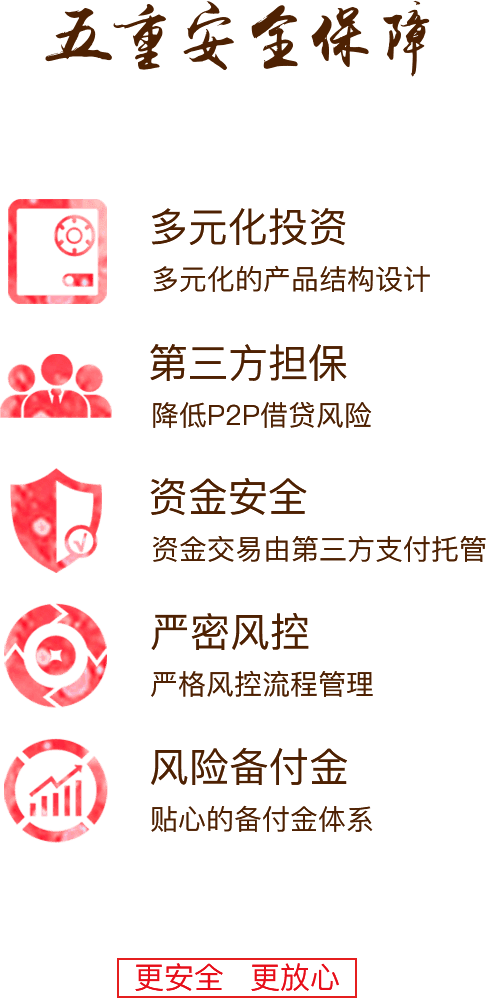 五重安全保障
多元化投资
多元化的产品结构设计
第三方担保
降低P2P借贷风险
资金安全
资金交易由第三方支付托管
严密风控
严格风控流程管理
风险备付金
贴心的备付金体系
更安全 更放心